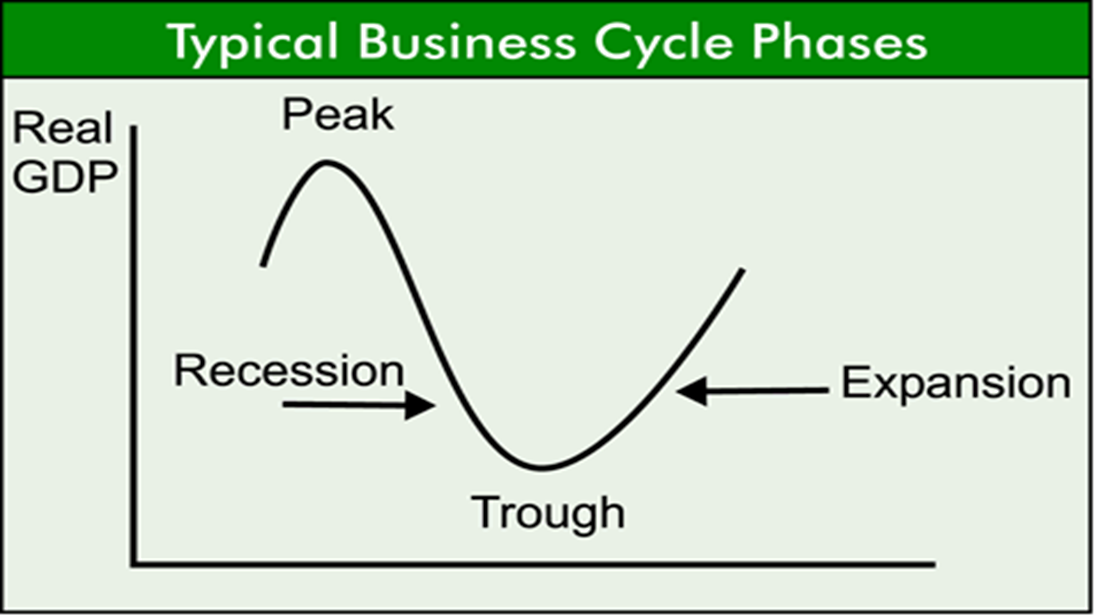 Typical Business Cycle Phases
Real
GDP
Peak
Recession
Expansion
Trough